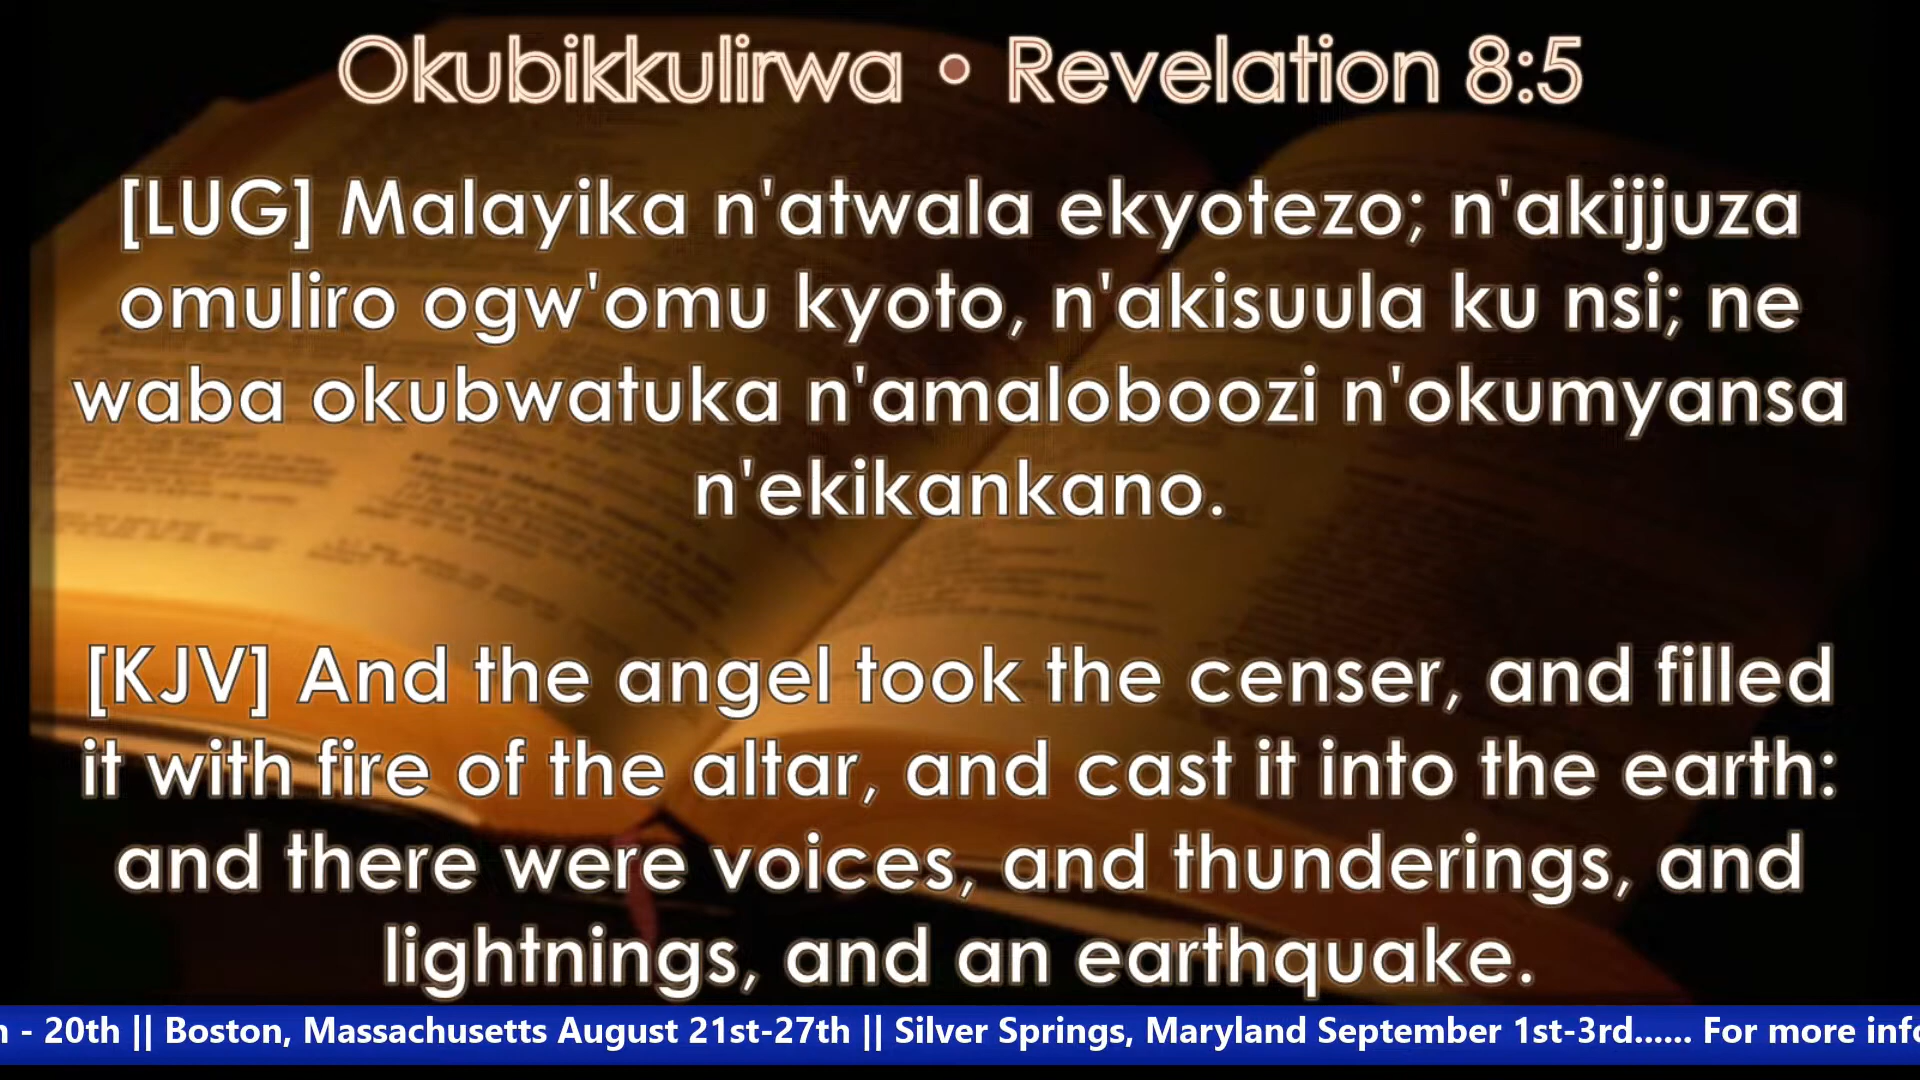 Okubikkulirwa • Revelation 8:5
[LUG] Malayika n'atwala ekyotezo; n'akijjuza
omuliro ogw'omu kyoto, n'akisuula ku nsi; ne
waba okubwatuka n'amaloboozi n'okumyansa
n'ekikankano.
[KJV] And the angel took the censer, and filled
it with fire of the altar, and cast it into the earth:
and there were voices, and thunderings, and
lightnings, and an earthquake.
- 20th || Boston, Massachusetts August 21st-27th || Silver Springs, Maryland September 1st-3rd...... For more